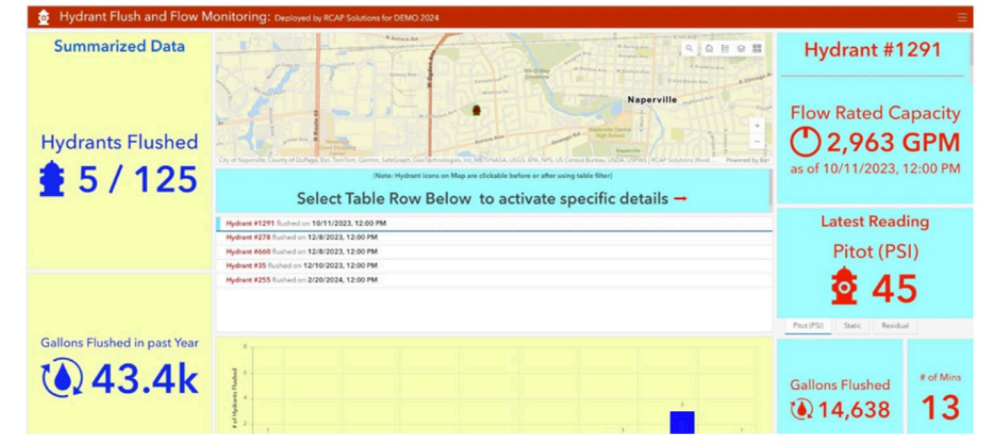 Hydrant Flush and Flow Monitoring: Deployed by RCAP Solutions for DEMO 2024
Summarized Data
Hydrants Flushed
5 / 125
Gallons Flushed in past Year
43.4k
Naperville
(Note: Hydrant icons on Map are clickable before or after using table filter)
Select Table Row Below to activate specific details →
Hydrant #1291 flushed on 10/11/2023, 12:00 PM
Hydrant #278 flushed on 12/8/2023, 12:00 PM
Hydrant #660 flushed on 12/8/2023, 12:00 PM
Hydrant #35 flushed on 12/10/2023, 12:00 PM
Hydrant #255 flushed on 2/20/2024, 12:00 PM
# of Hydrants Flushed
4
2
Hydrant #1291
Flow Rated Capacity
2,963 GPM
as of 10/11/2023, 12:00 PM
Latest Reading
Pitot (PSI)
45
Pitot (PSI) Static Residual
Gallons Flushed
14,638
# of Mins
13